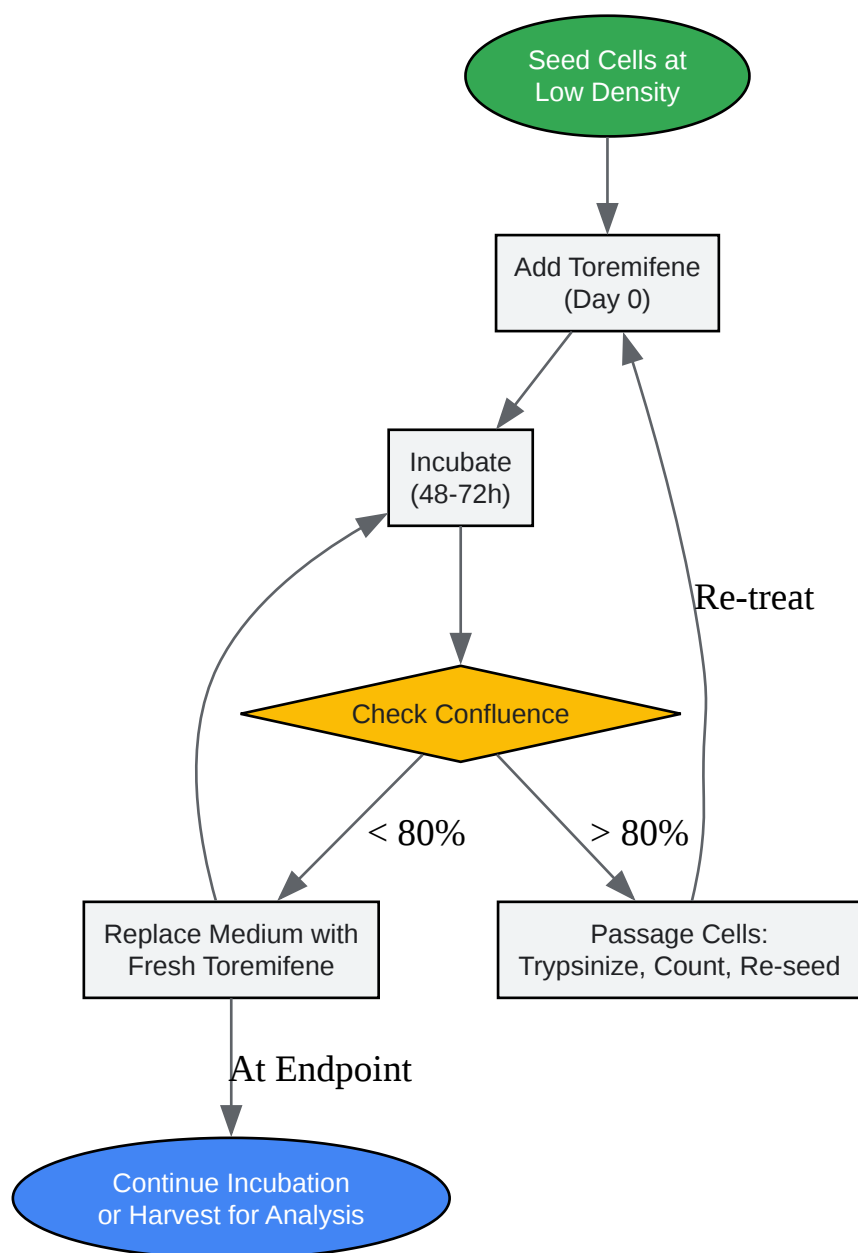 Seed Cells at
Low Density
Add Toremifene
(Day 0)
Incubate
(48-72h)
Re-treat
Check Confluence
< 80%
> 80%
Replace Medium with
Fresh Toremifene
Passage Cells:
Trypsinize, Count, Re-seed
At Endpoint
Continue Incubation
or Harvest for Analysis